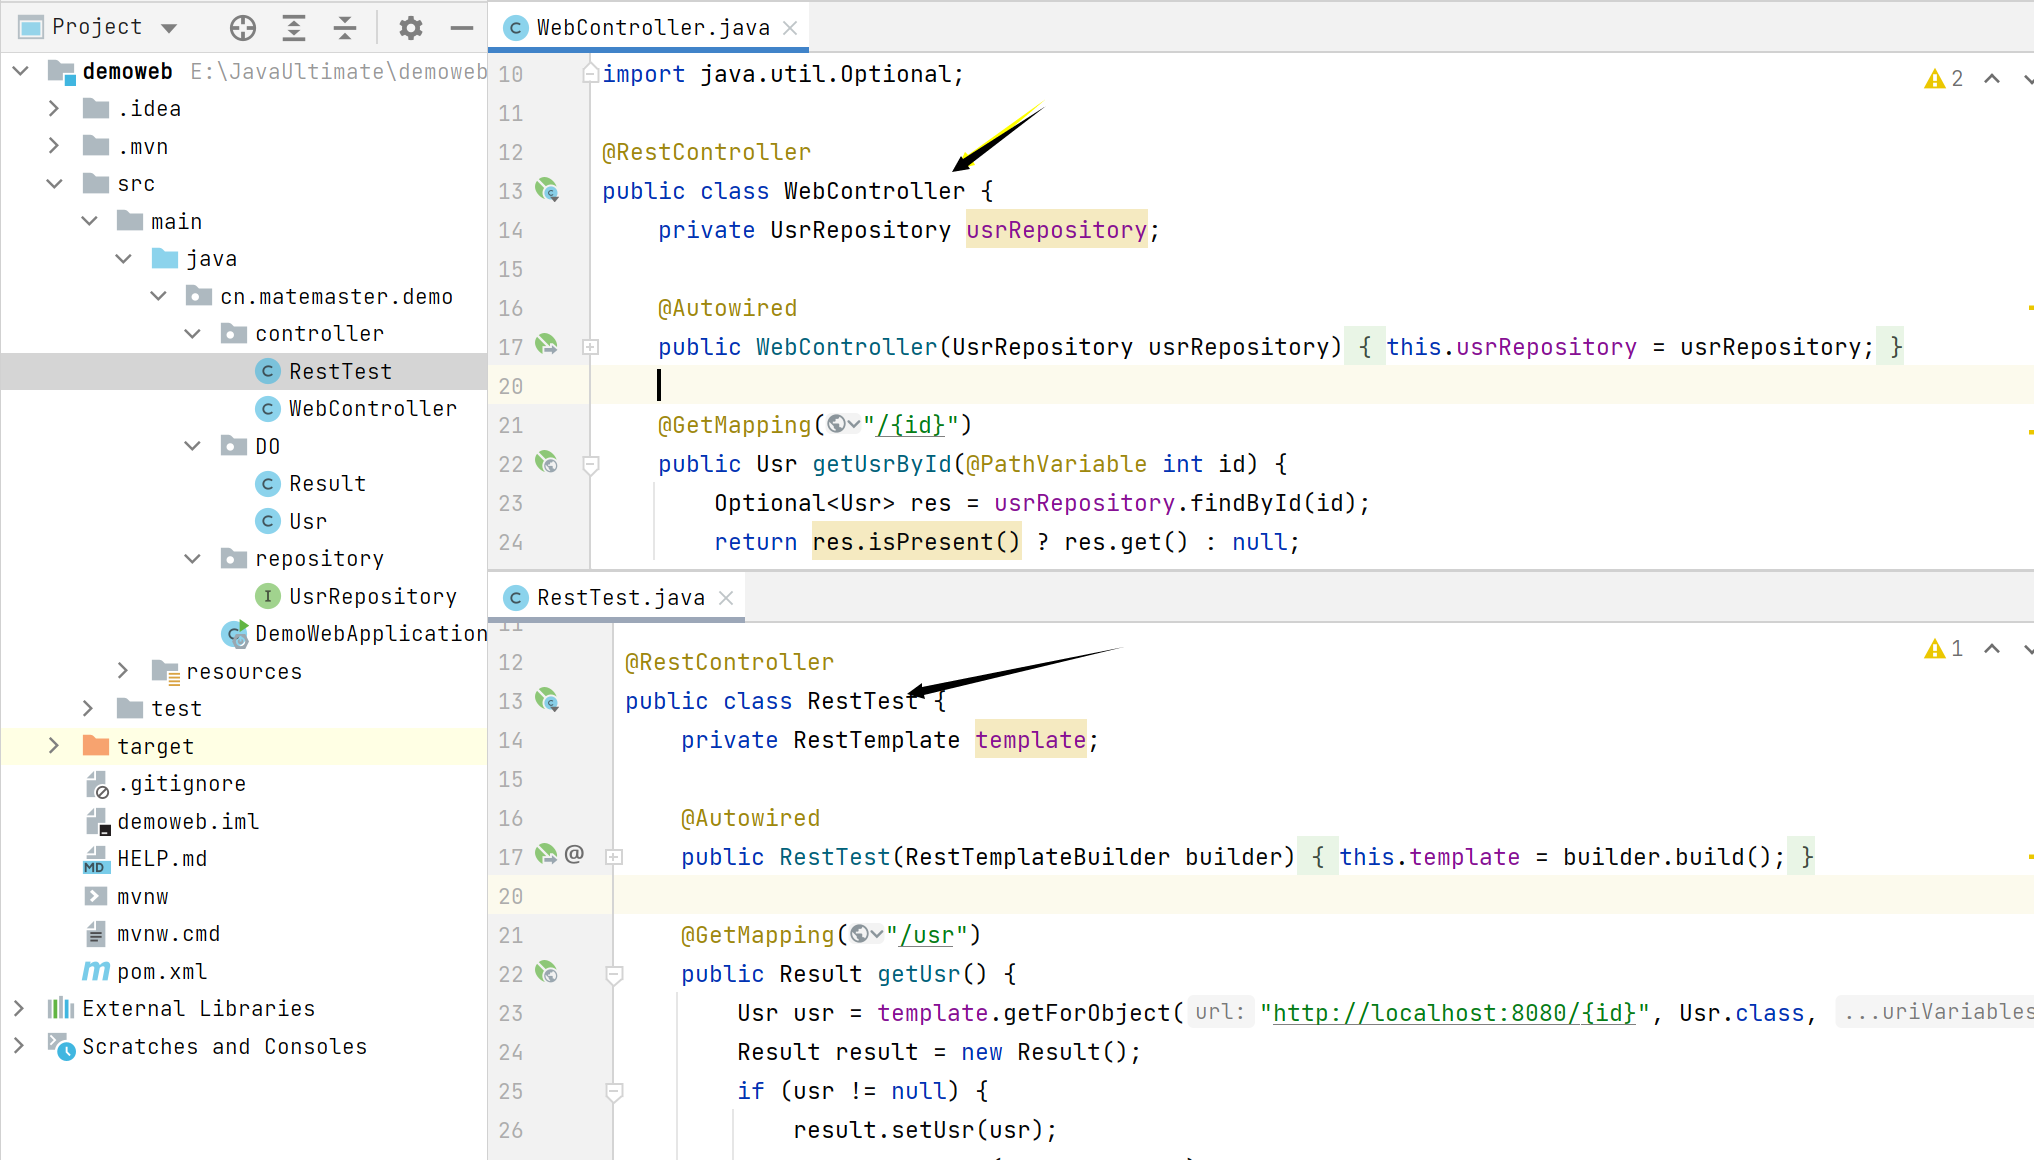 Project
demoweb E:\JavaUltimate\demoweb
.idea
.mvn
src
main
java
cn.matemaster.demo
controller
RestTest
WebController
DO
Result
Usr
repository
UsrRepository
DemoWebApplication
resources
test
target
.gitignore
demoweb.iml
HELP.md
mvnw
mvnw.cmd
pom.xml
External Libraries
Scratches and Consoles
WebController.java
2
10 import java.util.Optional;
11
12 @RestController
13 public class WebController {
14 private UsrRepository usrRepository;
15
16 @Autowired
17 public WebController(UsrRepository usrRepository) { this.usrRepository = usrRepository; }
20
21 @GetMapping("/{id}")
22 public Usr getUsrById(@PathVariable int id) {
23 Optional<Usr> res = usrRepository.findById(id);
24 return res.isPresent() ? res.get() : null;
RestTest.java
1
11
12 @RestController
13 public class RestTest {
14 private RestTemplate template;
15
16 @Autowired
17 @ public RestTest(RestTemplateBuilder builder) { this.template = builder.build(); }
20
21 @GetMapping("/usr")
22 public Result getUsr() {
23 Usr usr = template.getForObject( url: "http://localhost:8080/{id}", Usr.class, ...uriVariables
24 Result result = new Result();
25 if (usr != null) {
26 result.setUsr(usr);